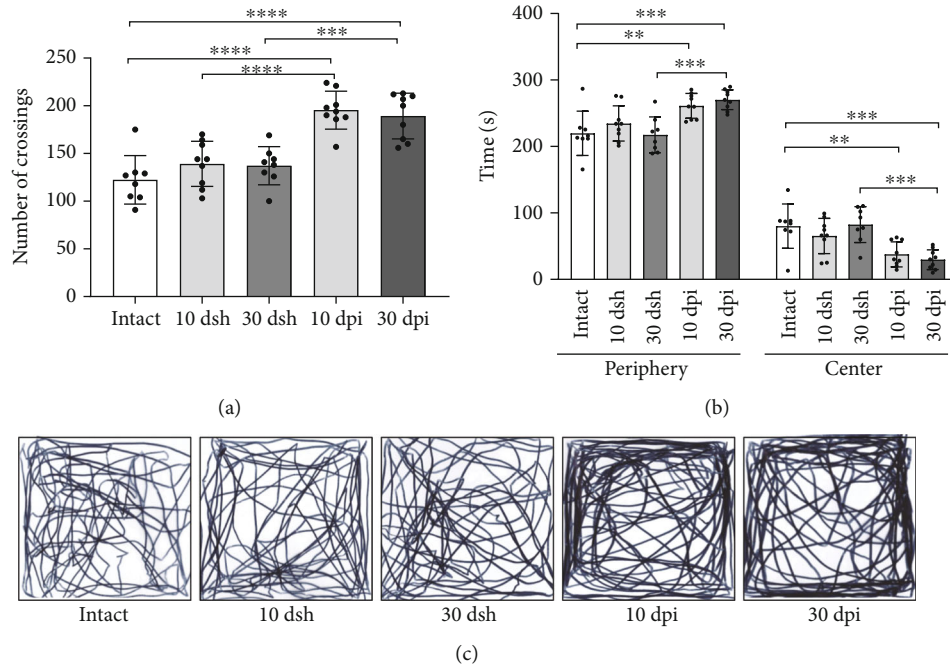 ****
***
****
****
250
200
150
100
50
0
Number of crossings
Intact 10 dsh 30 dsh 10 dpi 30 dpi
(a)
***
**
***
***
**
***
400
300
200
100
0
Time (s)
Intact 10 dsh 30 dsh 10 dpi 30 dpi Intact 10 dsh 30 dsh 10 dpi 30 dpi
Periphery Center
(b)
Intact 10 dsh 30 dsh 10 dpi 30 dpi
(c)